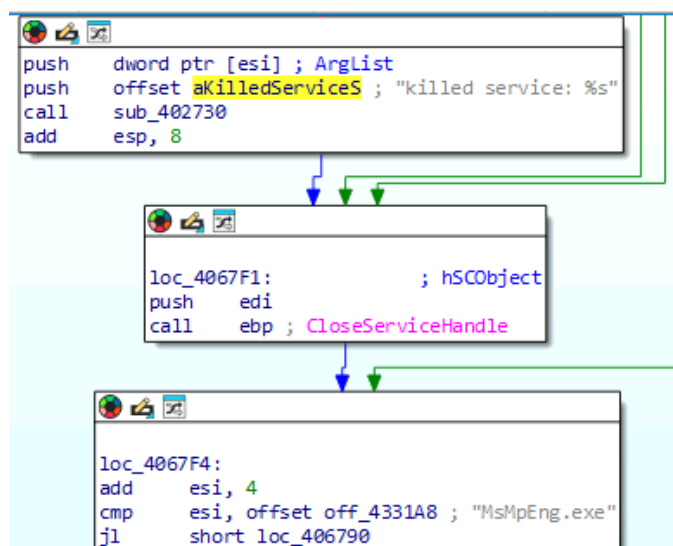 push dword ptr [esi] ; ArgList
push offset aKilledServiceS ; "killed service: %s"
call sub_402730
add esp, 8
loc_4067F1: ; hSCObject
push edi
call ebp ; CloseServiceHandle
loc_4067F4:
add esi, 4
cmp esi, offset off_4331A8 ; "MsMpEng.exe"
jl short loc_406790